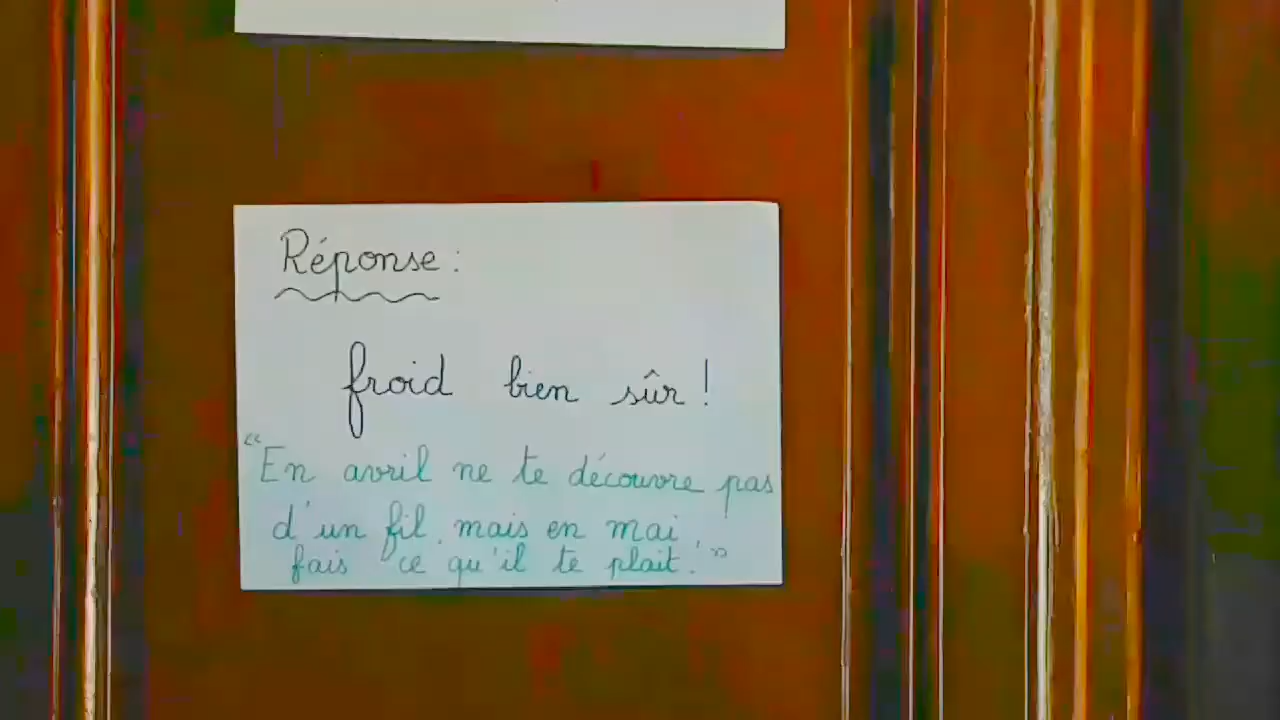 Réponse :
froid bien sûr !
"En avril ne te découvre pas
d'un fil, mais en mai,
fais ce qu'il te plait."